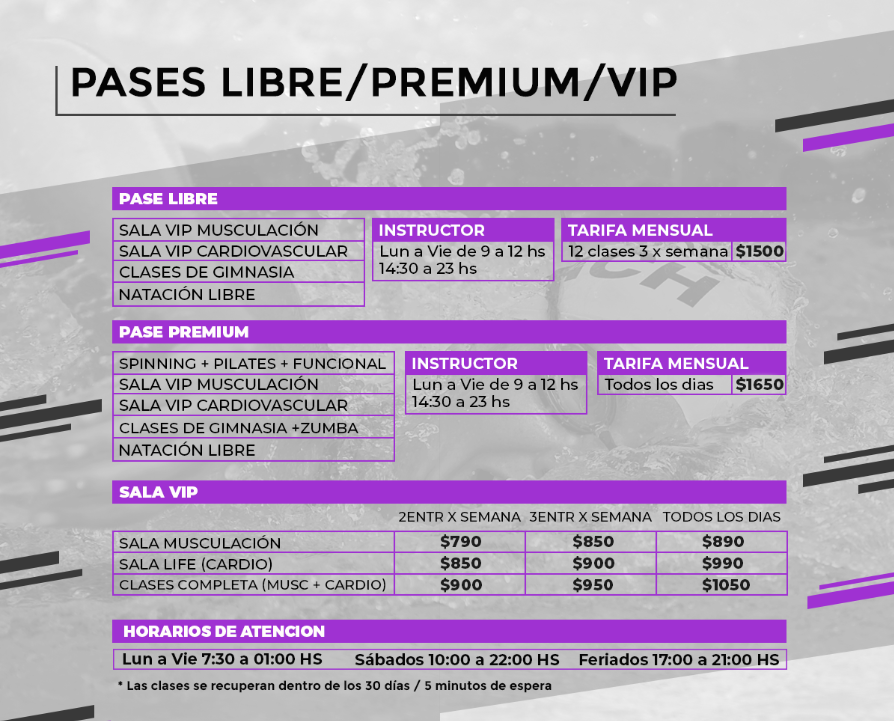 PASES LIBRE/PREMIUM/VIP
PASE LIBRE
SALA VIP MUSCULACIÓN
SALA VIP CARDIOVASCULAR
CLASES DE GIMNASIA
NATACIÓN LIBRE
INSTRUCTOR
Lun a Vie de 9 a 12 hs
14:30 a 23 hs
TARIFA MENSUAL
12 clases 3 x semana $1500
PASE PREMIUM
SPINNING + PILATES + FUNCIONAL
SALA VIP MUSCULACIÓN
SALA VIP CARDIOVASCULAR
CLASES DE GIMNASIA +ZUMBA
NATACIÓN LIBRE
INSTRUCTOR
Lun a Vie de 9 a 12 hs
14:30 a 23 hs
TARIFA MENSUAL
Todos los dias $1650
SALA VIP
2ENTR X SEMANA 3ENTR X SEMANA TODOS LOS DIAS
SALA MUSCULACIÓN $790 $850 $890
SALA LIFE (CARDIO) $850 $900 $990
CLASES COMPLETA (MUSC + CARDIO) $900 $950 $1050
HORARIOS DE ATENCION
Lun a Vie 7:30 a 01:00 HS Sábados 10:00 a 22:00 HS Feriados 17:00 a 21:00 HS
* Las clases se recuperan dentro de los 30 días / 5 minutos de espera